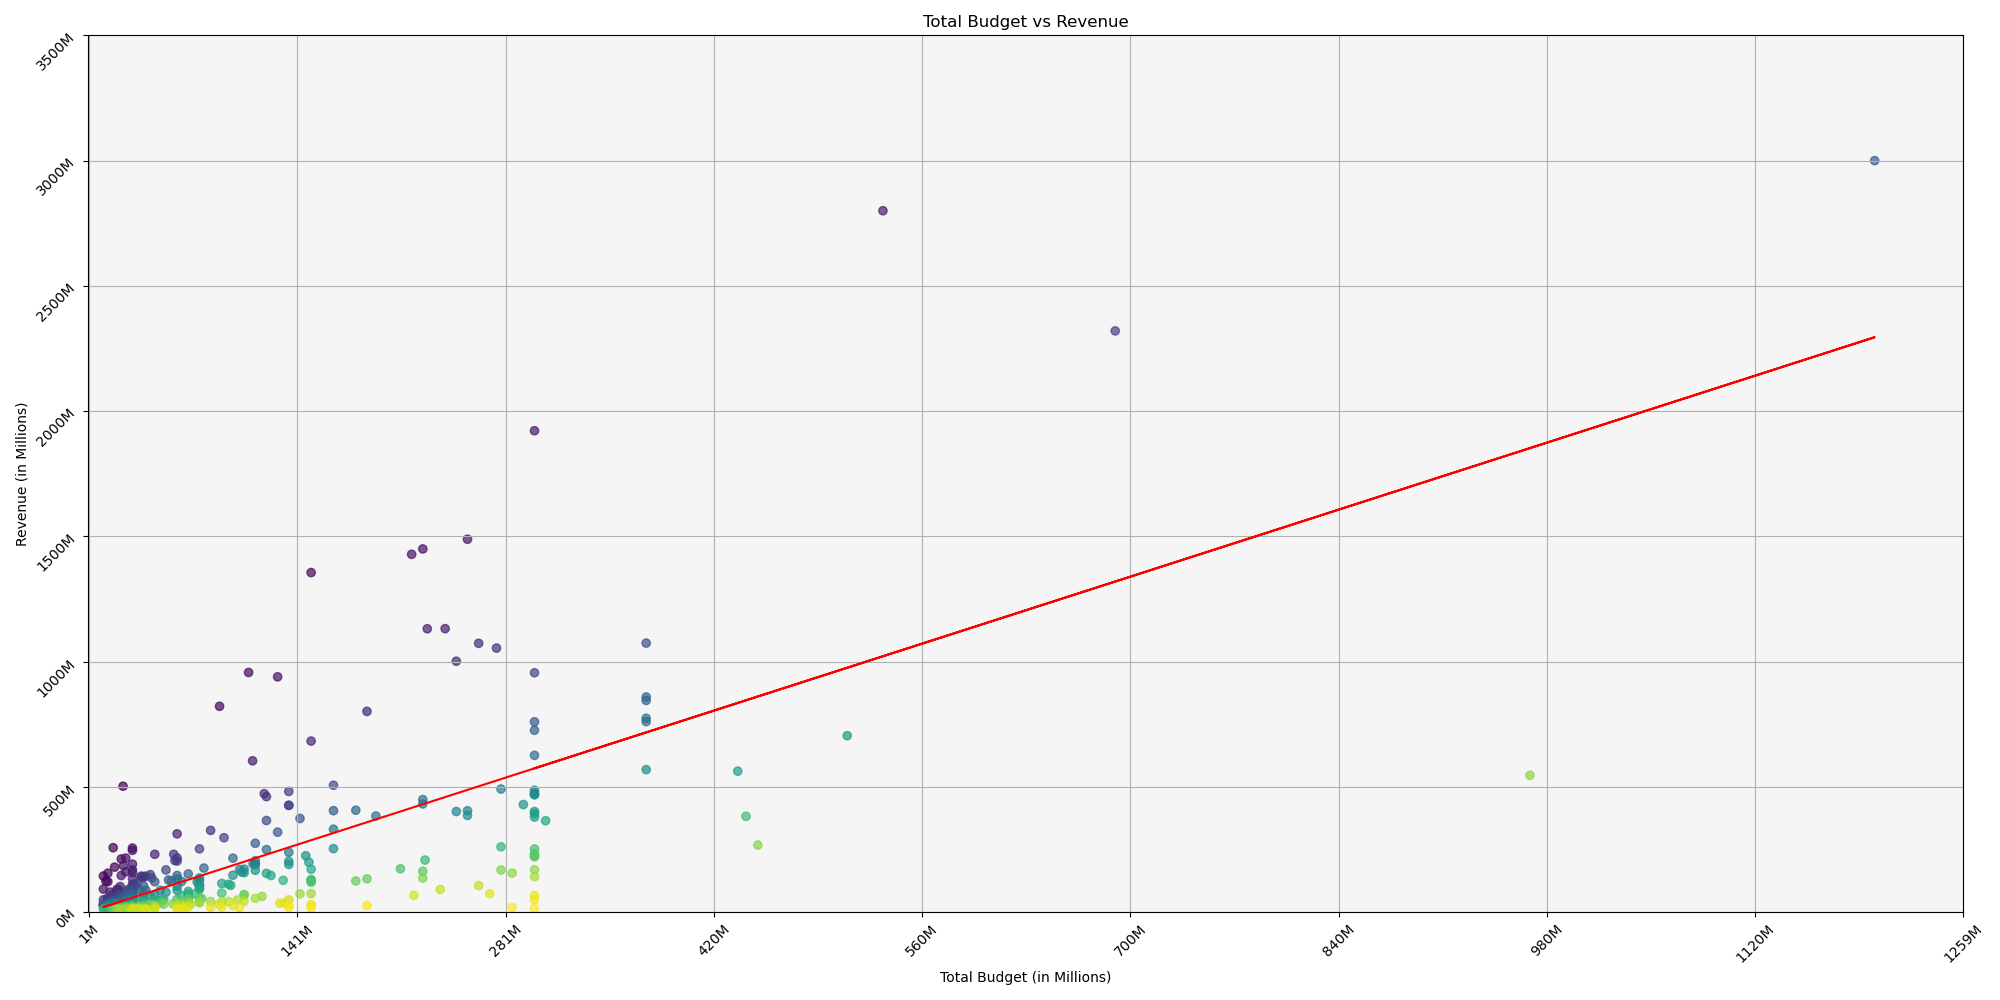 Total Budget vs Revenue
3500M
3000M
2500M
2000M
1500M
1000M
500M
0M
Revenue (in Millions)
1M
141M
281M
420M
560M
700M
840M
980M
1120M
1259M
Total Budget (in Millions)